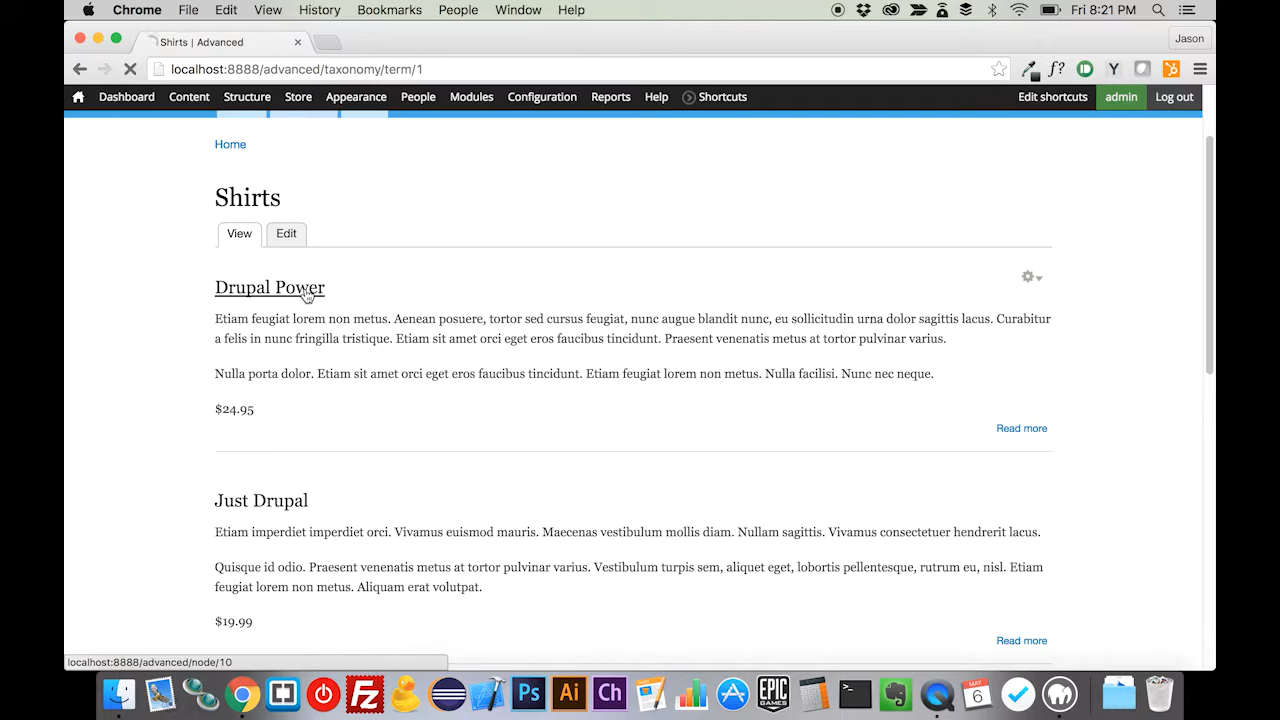 Chrome File Edit View History Bookmarks People Window Help Fri 8:21 PM
Shirts | Advanced Jason
localhost:8888/advanced/taxonomy/term/1 f? Y
Dashboard Content Structure Store Appearance People Modules Configuration Reports Help Shortcuts Edit shortcuts admin Log out
Home
Shirts
View Edit
Drupal Power
Etiam feugiat lorem non metus. Aenean posuere, tortor sed cursus feugiat, nunc augue blandit nunc, eu sollicitudin urna dolor sagittis lacus. Curabitur
a felis in nunc fringilla tristique. Etiam sit amet orci eget eros faucibus tincidunt. Praesent venenatis metus at tortor pulvinar varius.
Nulla porta dolor. Etiam sit amet orci eget eros faucibus tincidunt. Etiam feugiat lorem non metus. Nulla facilisi. Nunc nec neque.
$24.95
Read more
Just Drupal
Etiam imperdiet imperdiet orci. Vivamus euismod mauris. Maecenas vestibulum mollis diam. Nullam sagittis. Vivamus consectetuer hendrerit lacus.
Quisque id odio. Praesent venenatis metus at tortor pulvinar varius. Vestibulum turpis sem, aliquet eget, lobortis pellentesque, rutrum eu, nisl. Etiam
feugiat lorem non metus. Aliquam erat volutpat.
$19.99
Read more
localhost:8888/advanced/node/10
Fz Ps Ai Ch EPIC GAMES MAY 6